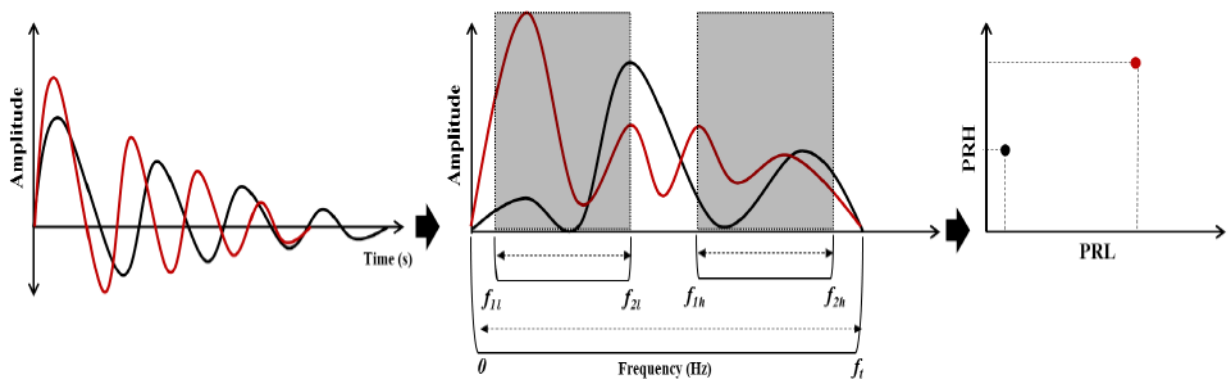 Amplitude
Time (s)
Amplitude
f1l
f2l
f1h
f2h
0
Frequency (Hz)
ft
PRH
PRL